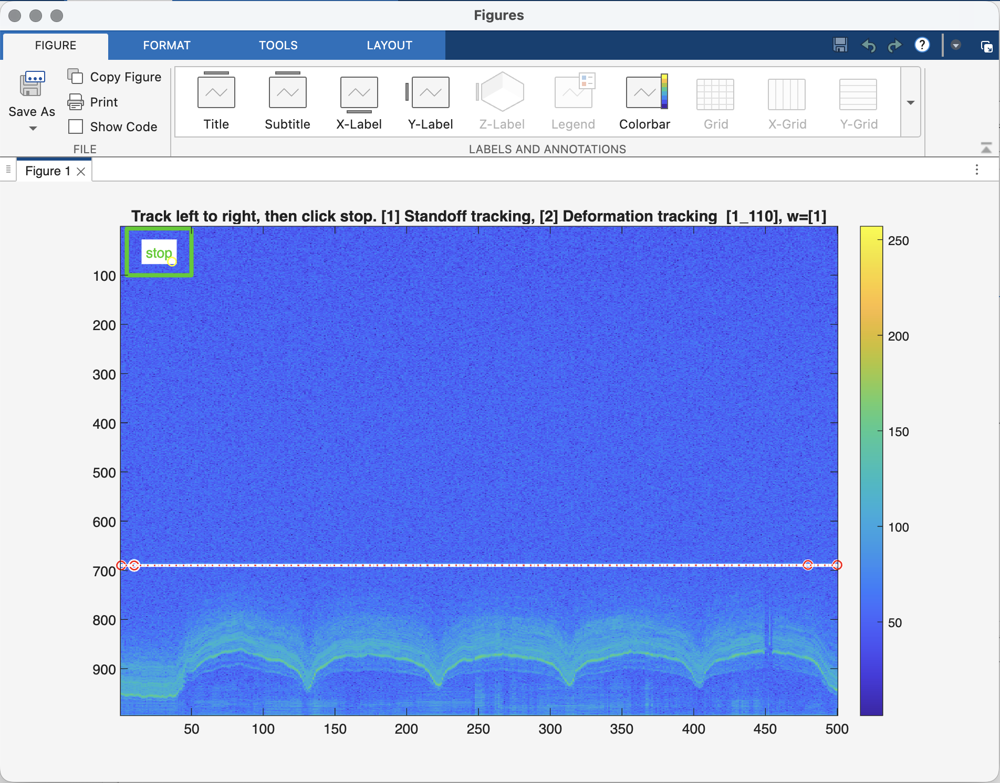 Figures
FIGURE FORMAT TOOLS LAYOUT
Save As
Copy Figure
Print
Show Code
FILE
Title Subtitle X-Label Y-Label Z-Label Legend Colorbar Grid X-Grid Y-Grid
LABELS AND ANNOTATIONS
Figure 1
Track left to right, then click stop. [1] Standoff tracking, [2] Deformation tracking [1_110], w=[1]
stop
100
200
300
400
500
600
700
800
900
50 100 150 200 250 300 350 400 450 500
250
200
150
100
50